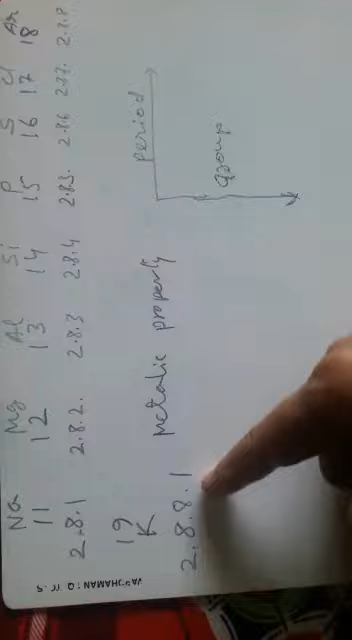 Na Mg Al Si P S Cl Ar
11 12 13 14 15 16 17 18
2.8.1 2.8.2. 2.8.3 2.8.4 2.8.5. 2.8.6 2.8.7. 2.8.8
19
K
2.8.8.1
Metalic property
period
group